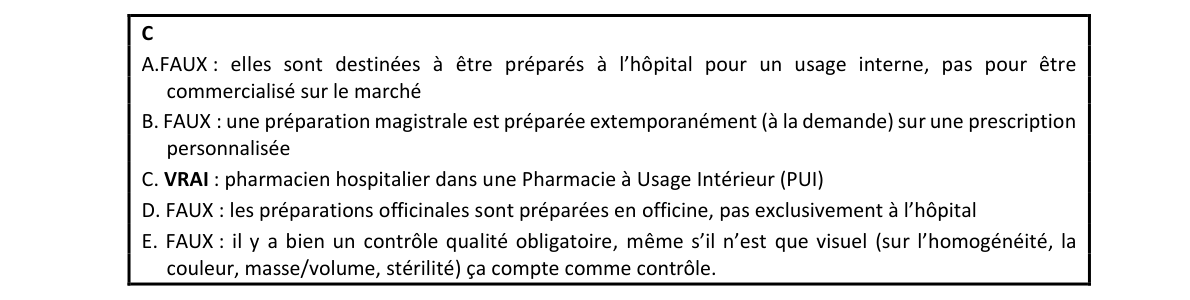 C
A.FAUX : elles sont destinées à être préparés à l’hôpital pour un usage interne, pas pour être
commercialisé sur le marché
B. FAUX : une préparation magistrale est préparée extemporanément (à la demande) sur une prescription
personnalisée
C. VRAI : pharmacien hospitalier dans une Pharmacie à Usage Intérieur (PUI)
D. FAUX : les préparations officinales sont préparées en officine, pas exclusivement à l’hôpital
E. FAUX : il y a bien un contrôle qualité obligatoire, même s’il n’est que visuel (sur l’homogénéité, la
couleur, masse/volume, stérilité) ça compte comme contrôle.